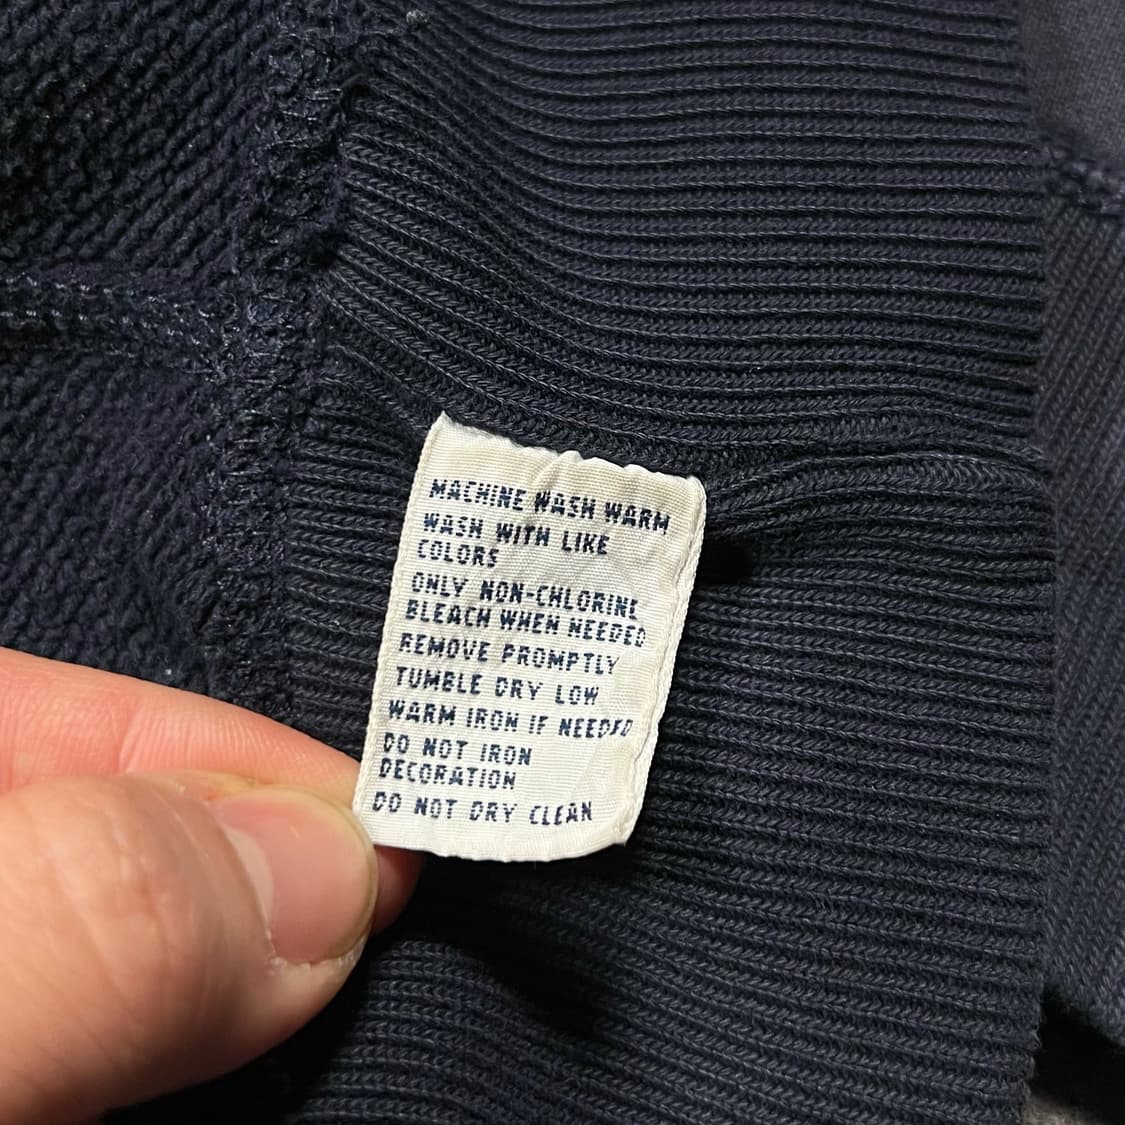 MACHINE WASH WARM
WASH WITH LIKE
COLORS
ONLY NON-CHLORINE
BLEACH WHEN NEEDED
REMOVE PROMPTLY
TUMBLE DRY LOW
WARM IRON IF NEEDED
DO NOT IRON
DECORATION
DO NOT DRY CLEAN